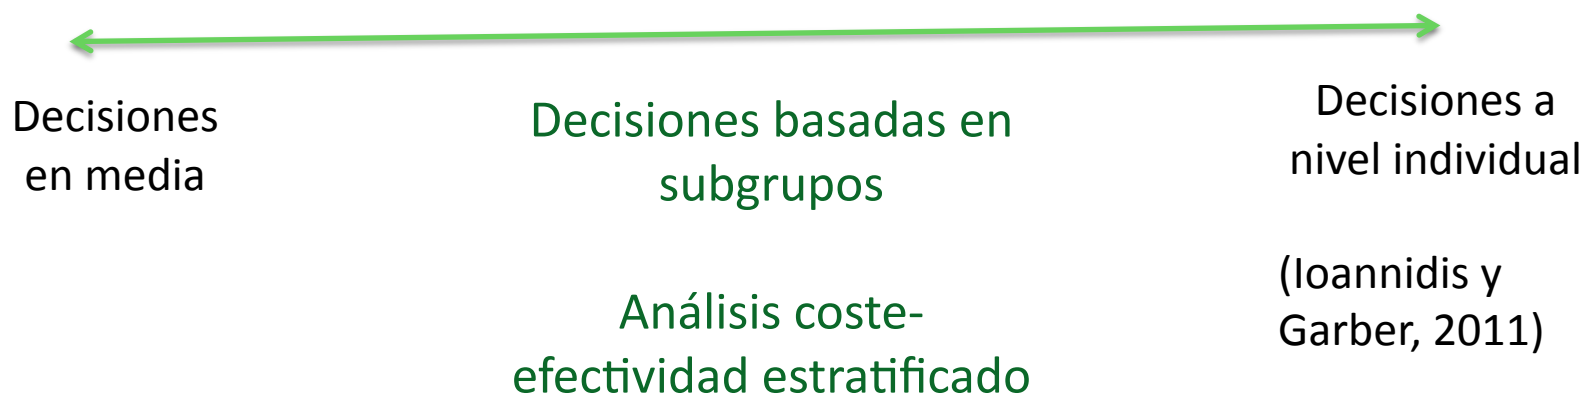 Decisiones
en media
Decisiones basadas en
subgrupos
Análisis coste-
efectividad estratificado
Decisiones a
nivel individual
(Ioannidis y
Garber, 2011)